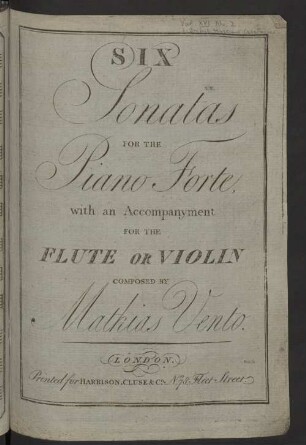 SIX
Sonatas
FOR THE
Piano Forte,
with an Accompanyment
FOR THE
FLUTE OR VIOLIN
COMPOSED BY
Mathias Vento.
LONDON.
Printed for HARRISON, CLUSE & Co. No. 78, Fleet Street